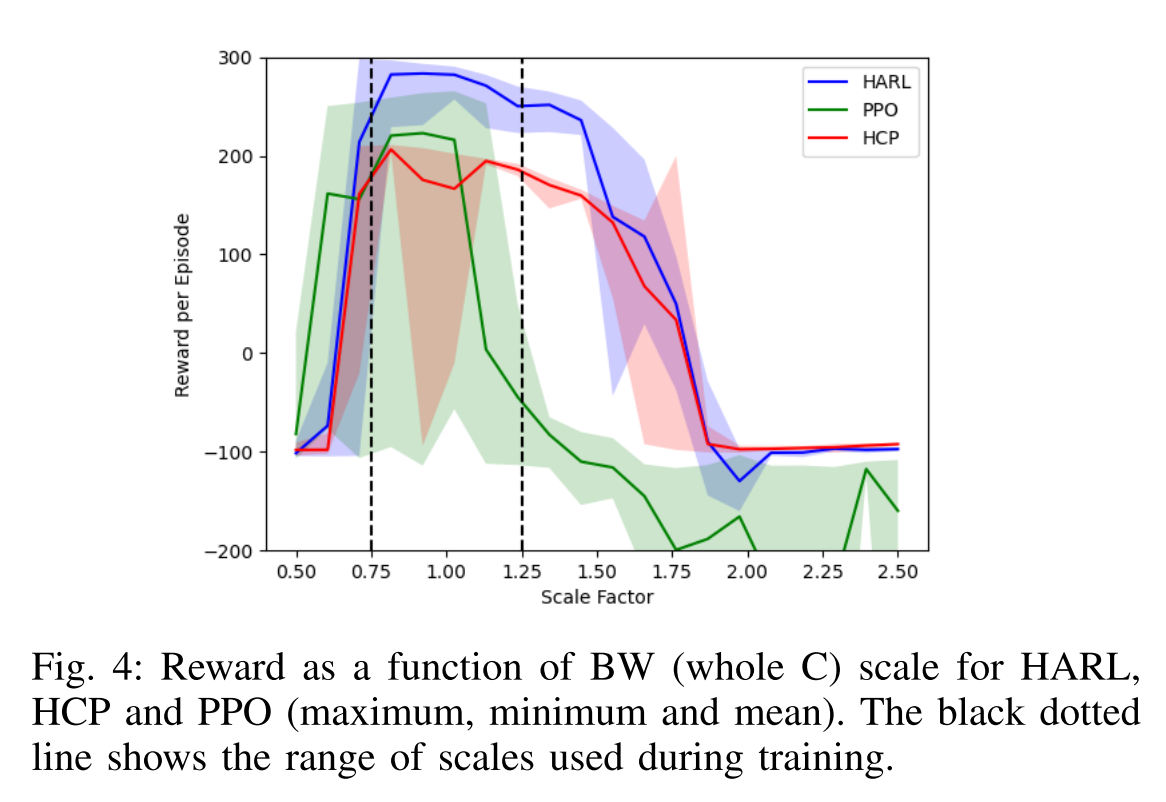 300
200
100
0
−100
−200
Reward per Episode
HARL
PPO
HCP
0.50 0.75 1.00 1.25 1.50 1.75 2.00 2.25 2.50
Scale Factor
Fig. 4: Reward as a function of BW (whole C) scale for HARL,
HCP and PPO (maximum, minimum and mean). The black dotted
line shows the range of scales used during training.